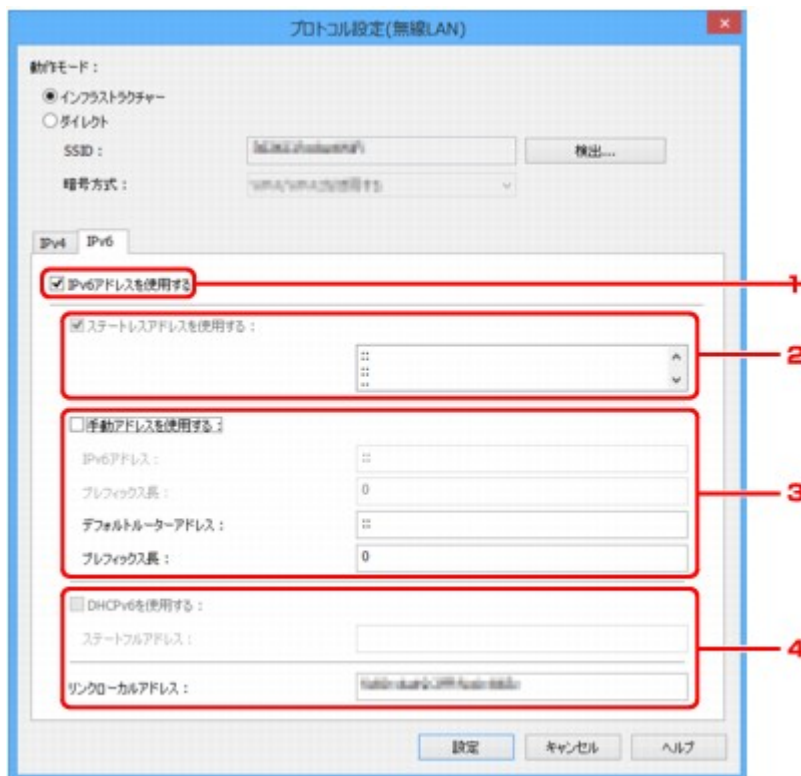 プロトコル設定(無線LAN)
動作モード：
インフラストラクチャー
ダイレクト
SSID： 検出...
暗号方式：
IPv4 IPv6
IPv6アドレスを使用する
1
ステートレスアドレスを使用する：
::
::
::
2
手動アドレスを使用する：
IPv6アドレス： ::
プレフィックス長： 0
3
デフォルトルーターアドレス： ::
プレフィックス長： 0
DHCPv6を使用する：
ステートフルアドレス：
4
リンクローカルアドレス：
設定 キャンセル ヘルプ